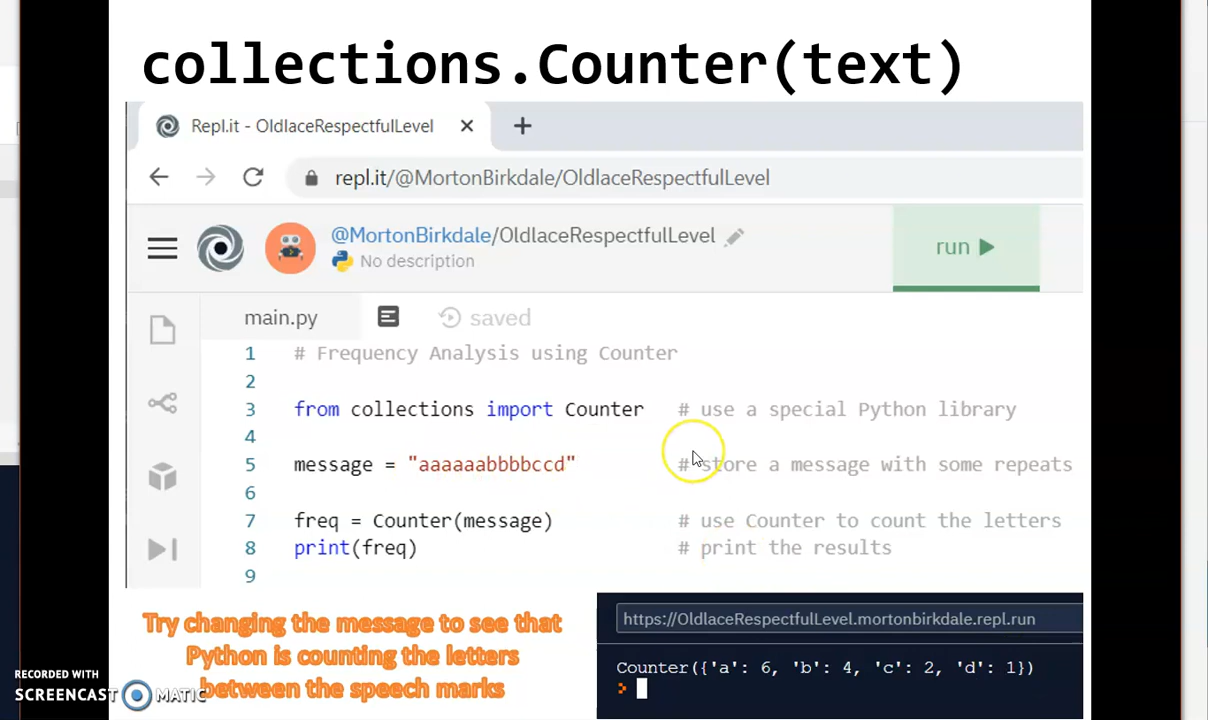 collections.Counter(text)
Repl.it - OldlaceRespectfulLevel
repl.it/@MortonBirkdale/OldlaceRespectfulLevel
@MortonBirkdale/OldlaceRespectfulLevel
No description
run
main.py
saved
1 # Frequency Analysis using Counter
2
3 from collections import Counter # use a special Python library
4
5 message = "aaaaaabbbbccd" # store a message with some repeats
6
7 freq = Counter(message) # use Counter to count the letters
8 print(freq) # print the results
9
Try changing the message to see that
Python is counting the letters
between the speech marks
https://OldlaceRespectfulLevel.mortonbirkdale.repl.run
Counter({'a': 6, 'b': 4, 'c': 2, 'd': 1})
>
RECORDED WITH
SCREENCAST MATIC